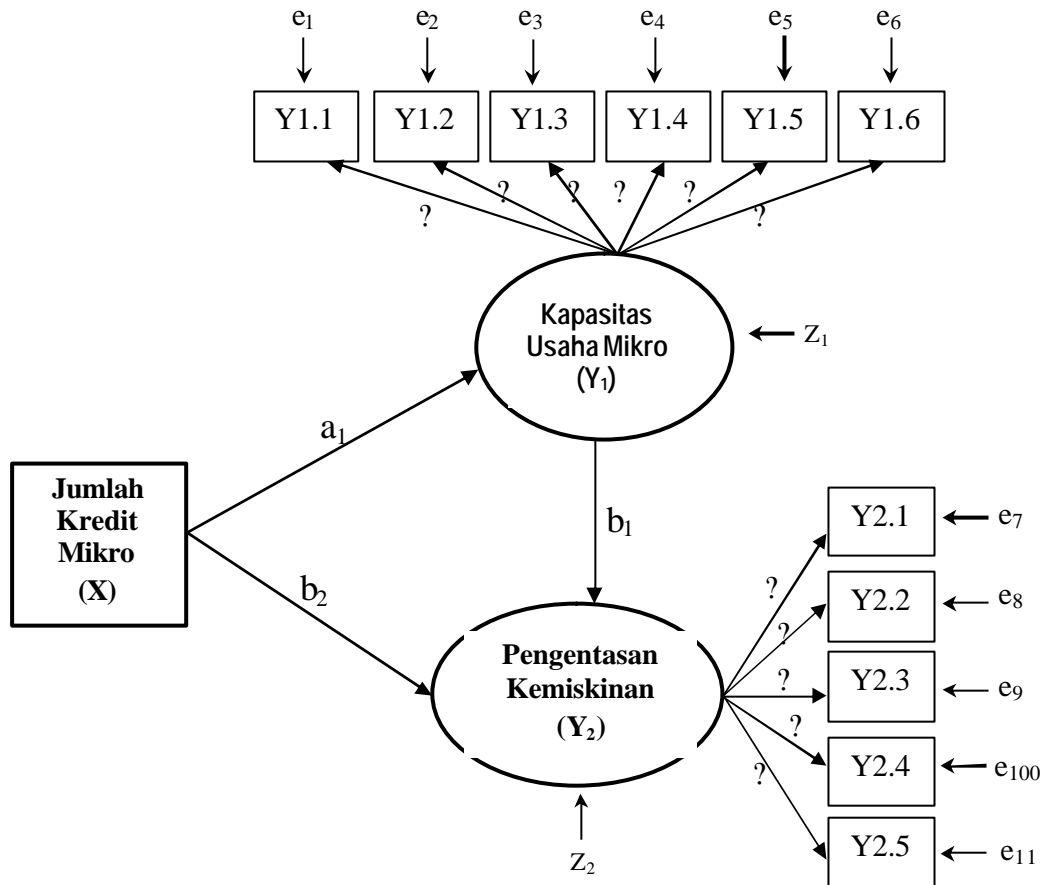 e1 e2 e3 e4 e5 e6
Y1.1 Y1.2 Y1.3 Y1.4 Y1.5 Y1.6
? ? ? ? ? ?
Kapasitas
Usaha Mikro
(Y1)
Z1
a1
Jumlah
Kredit
Mikro
(X)
b1
b2
Pengentasan
Kemiskinan
(Y2)
Z2
? ? ? ? ?
Y2.1 e7
Y2.2 e8
Y2.3 e9
Y2.4 e100
Y2.5 e11